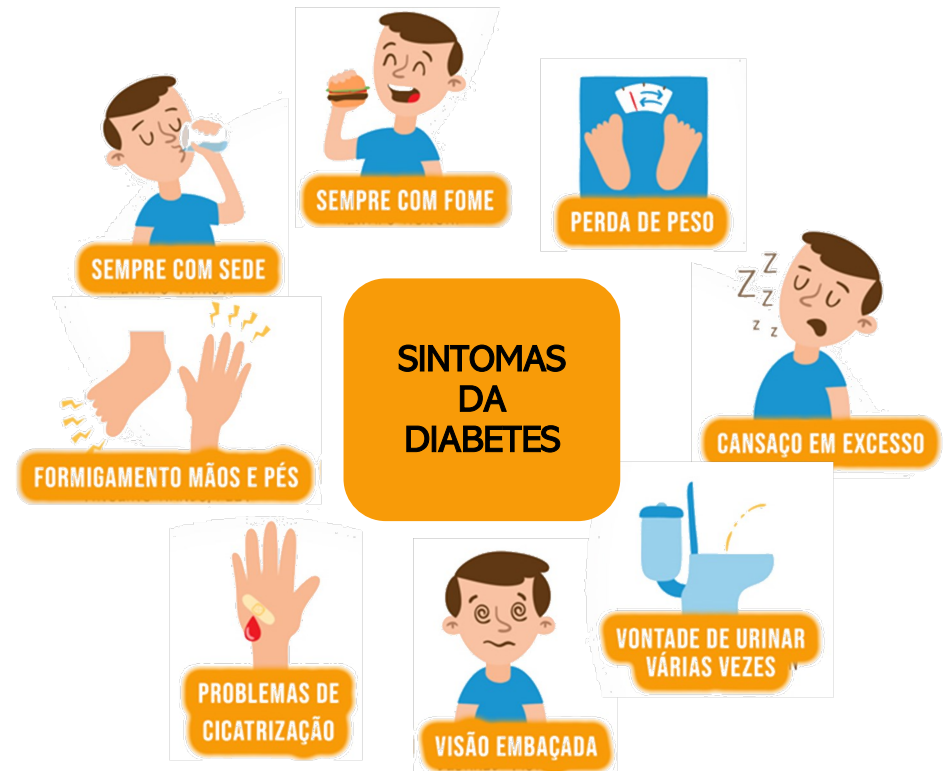 SEMPRE COM FOME
PERDA DE PESO
SEMPRE COM SEDE
SINTOMAS
DA
DIABETES
CANSAÇO EM EXCESSO
FORMIGAMENTO MÃOS E PÉS
VONTADE DE URINAR
VÁRIAS VEZES
PROBLEMAS DE
CICATRIZAÇÃO
VISÃO EMBAÇADA
Z
Z
Z
z
z